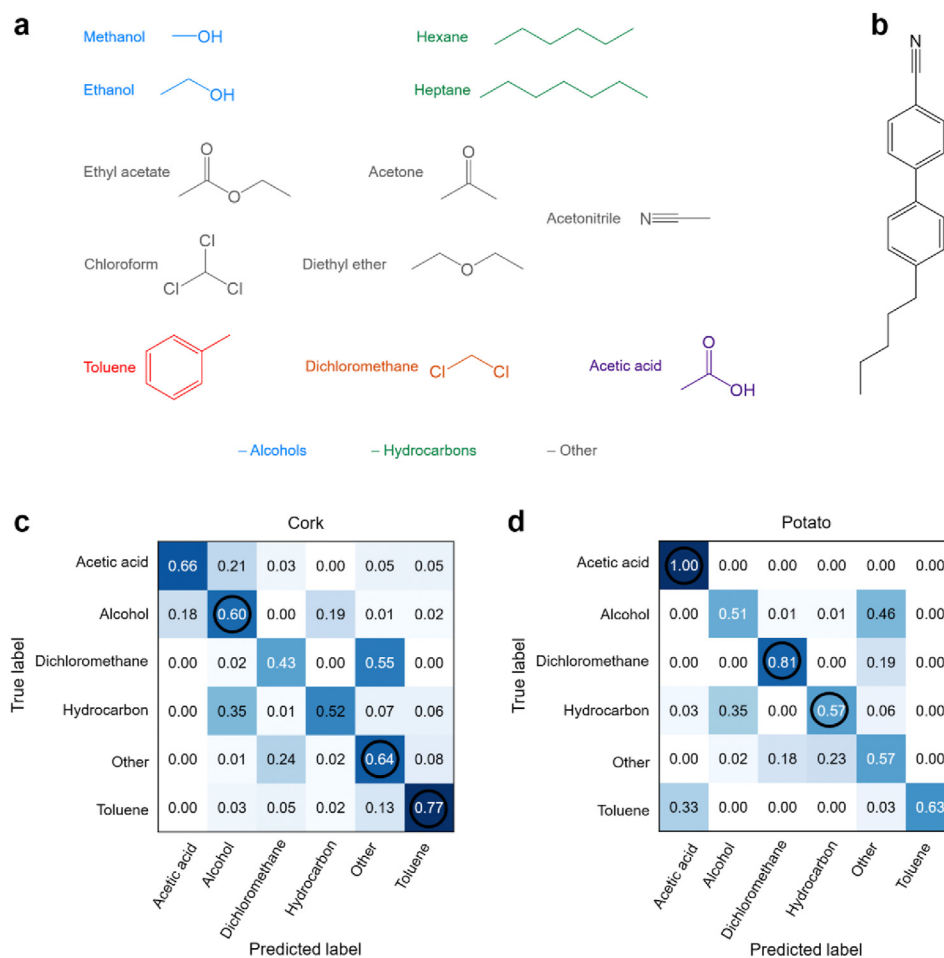 a
b
Methanol
OH
Hexane
Ethanol
OH
Heptane
N
Ethyl acetate
O
O
Acetone
O
Acetonitrile
N
Chloroform
Cl
Cl
Cl
Diethyl ether
O
Toluene
Dichloromethane
Cl
Cl
Acetic acid
O
OH
– Alcohols
– Hydrocarbons
– Other
c
Cork
True label
Acetic acid 0.66 0.21 0.03 0.00 0.05 0.05
Alcohol 0.18 0.60 0.00 0.19 0.01 0.02
Dichloromethane 0.00 0.02 0.43 0.00 0.55 0.00
Hydrocarbon 0.00 0.35 0.01 0.52 0.07 0.06
Other 0.00 0.01 0.24 0.02 0.64 0.08
Toluene 0.00 0.03 0.05 0.02 0.13 0.77
Acetic acid
Alcohol
Dichloromethane
Hydrocarbon
Other
Toluene
Predicted label
d
Potato
True label
Acetic acid 1.00 0.00 0.00 0.00 0.00 0.00
Alcohol 0.00 0.51 0.01 0.01 0.46 0.00
Dichloromethane 0.00 0.00 0.81 0.00 0.19 0.00
Hydrocarbon 0.03 0.35 0.00 0.57 0.06 0.00
Other 0.00 0.02 0.18 0.23 0.57 0.00
Toluene 0.33 0.00 0.00 0.00 0.03 0.63
Acetic acid
Alcohol
Dichloromethane
Hydrocarbon
Other
Toluene
Predicted label